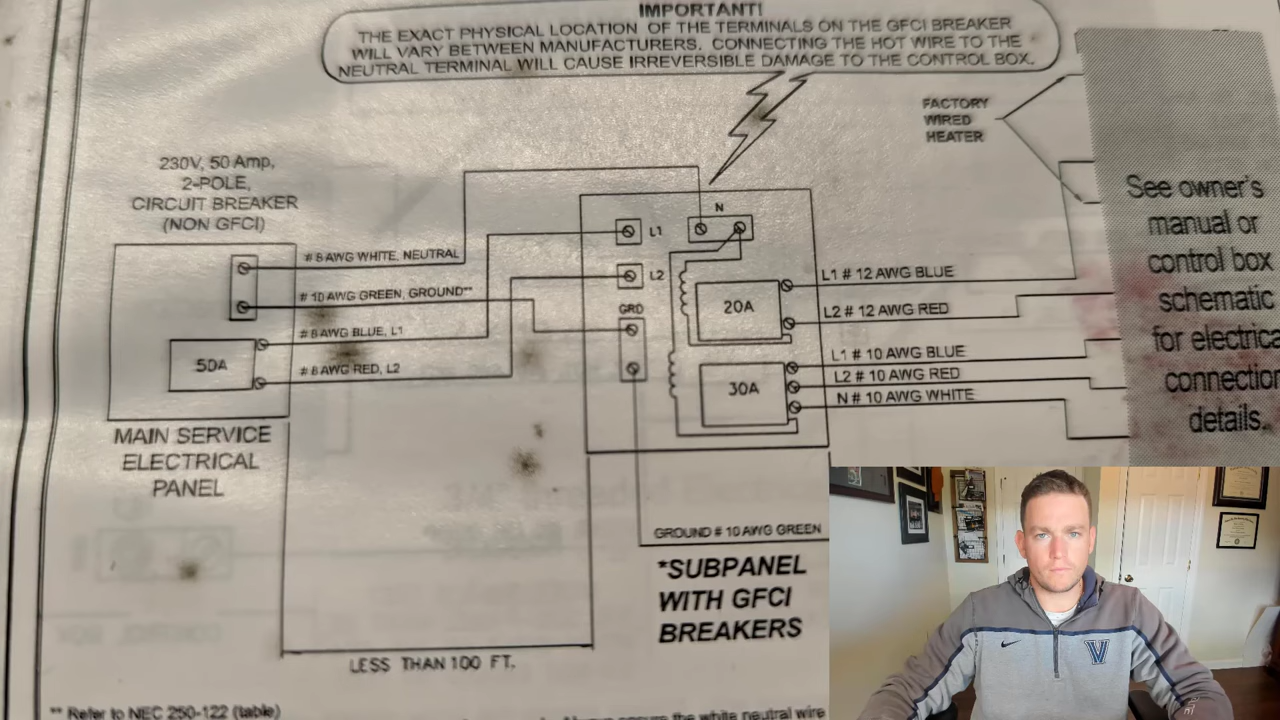 IMPORTANT!
THE EXACT PHYSICAL LOCATION OF THE TERMINALS ON THE GFCI BREAKER
WILL VARY BETWEEN MANUFACTURERS. CONNECTING THE HOT WIRE TO THE
NEUTRAL TERMINAL WILL CAUSE IRREVERSIBLE DAMAGE TO THE CONTROL BOX.
FACTORY
WIRED
HEATER
230V, 50 Amp,
2-POLE,
CIRCUIT BREAKER
(NON GFCI)
# 8 AWG WHITE, NEUTRAL
# 10 AWG GREEN, GROUND**
# 8 AWG BLUE, L1
# 8 AWG RED, L2
50A
MAIN SERVICE
ELECTRICAL
PANEL
N
L1
L2
GRD
20A
30A
L1 # 12 AWG BLUE
L2 # 12 AWG RED
L1 # 10 AWG BLUE
L2 # 10 AWG RED
N # 10 AWG WHITE
See owner's
manual or
control box
schematic
for electrica
connection
details.
GROUND # 10 AWG GREEN
*SUBPANEL
WITH GFCI
BREAKERS
LESS THAN 100 FT.
** Refer to NEC 250-122 (table)
Always secure the white neutral wire
V